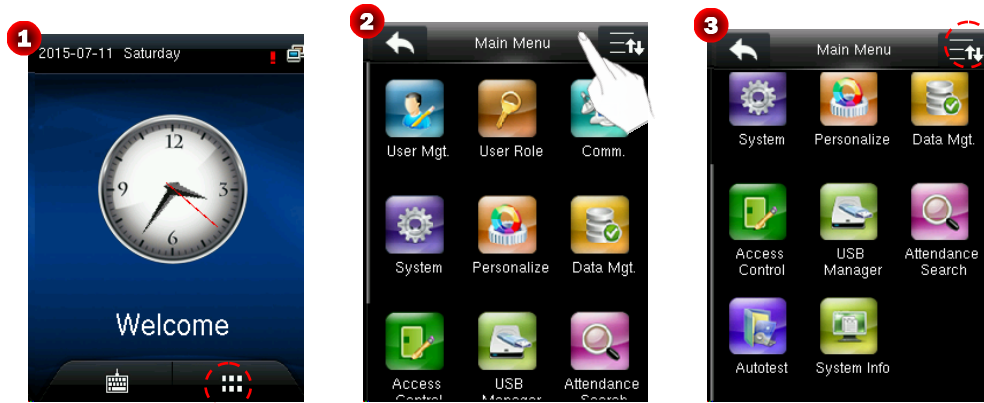 1
2015-07-11 Saturday
12
9
3
6
Welcome
2
Main Menu
User Mgt.
User Role
Comm.
System
Personalize
Data Mgt.
Access
Control
USB
Manager
Attendance
Search
3
Main Menu
System
Personalize
Data Mgt.
Access
Control
USB
Manager
Attendance
Search
Autotest
System Info